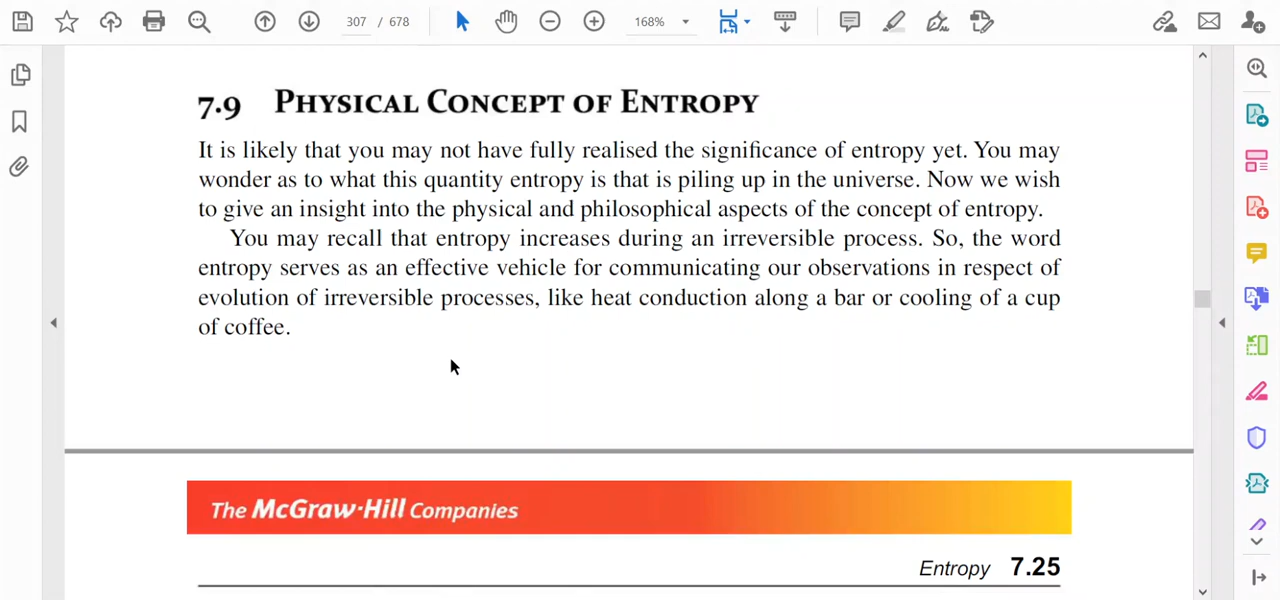 307 / 678
168%
7.9 PHYSICAL CONCEPT OF ENTROPY
It is likely that you may not have fully realised the significance of entropy yet. You may
wonder as to what this quantity entropy is that is piling up in the universe. Now we wish
to give an insight into the physical and philosophical aspects of the concept of entropy.
You may recall that entropy increases during an irreversible process. So, the word
entropy serves as an effective vehicle for communicating our observations in respect of
evolution of irreversible processes, like heat conduction along a bar or cooling of a cup
of coffee.
The McGraw·Hill Companies
Entropy 7.25